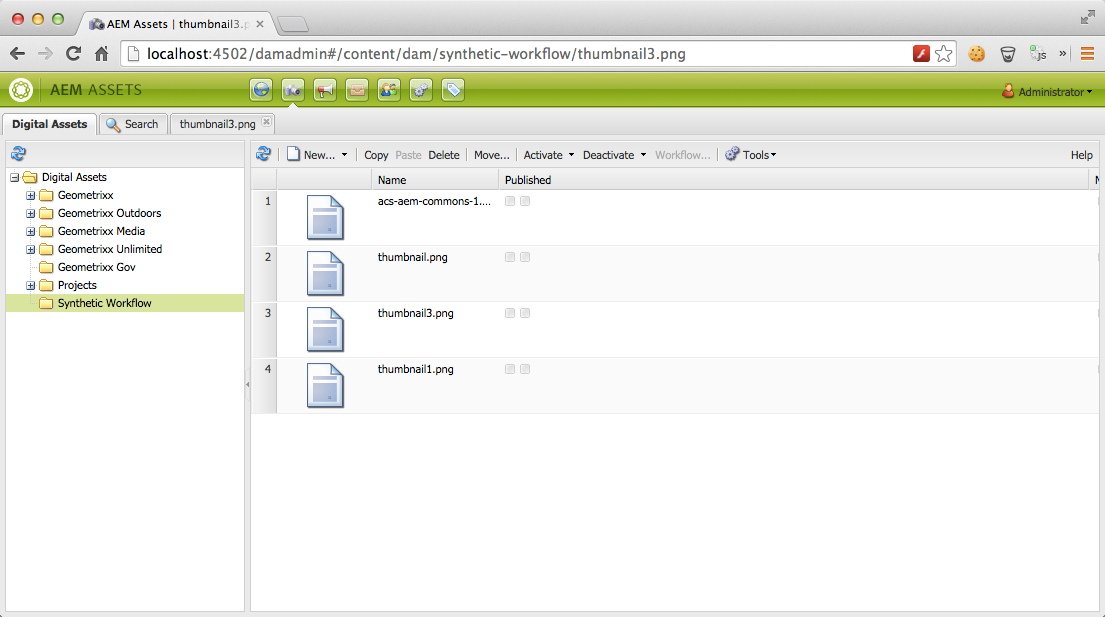 AEM Assets | thumbnail3.p
localhost:4502/damadmin#/content/dam/synthetic-workflow/thumbnail3.png
JS
»
AEM ASSETS
Administrator
Digital Assets Search thumbnail3.png
New... Copy Paste Delete Move... Activate Deactivate Workflow... Tools Help
Digital Assets
Geometrixx
Geometrixx Outdoors
Geometrixx Media
Geometrixx Unlimited
Geometrixx Gov
Projects
Synthetic Workflow
Name Published
1 acs-aem-commons-1....
2 thumbnail.png
3 thumbnail3.png
4 thumbnail1.png